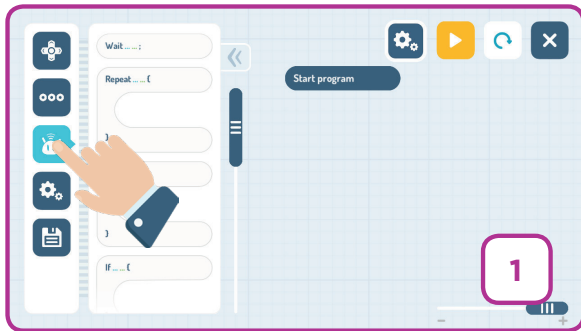 Wait ... ... ;
Repeat ... ... {
}
}
If ... ... {
Start program
1